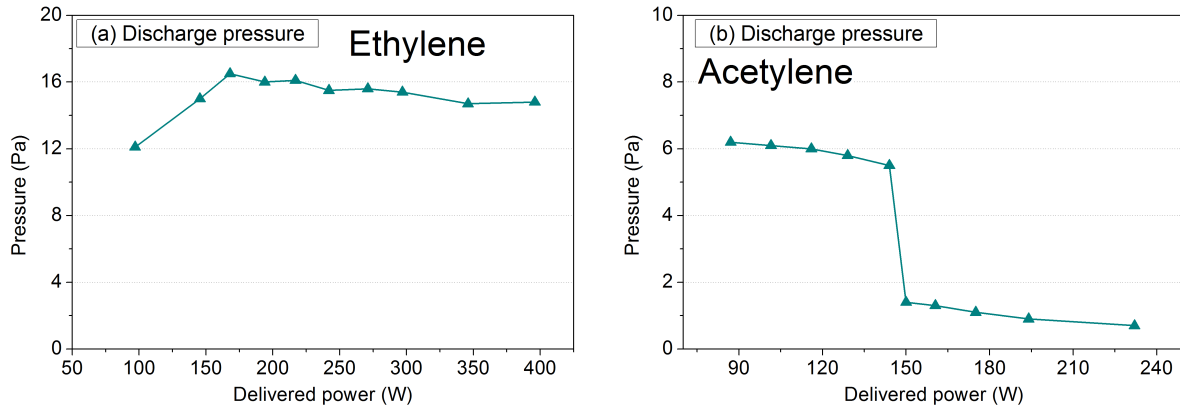 (a) Discharge pressure
Ethylene
20
16
12
8
4
0
Pressure (Pa)
50 100 150 200 250 300 350 400
Delivered power (W)
(b) Discharge pressure
Acetylene
10
8
6
4
2
0
Pressure (Pa)
90 120 150 180 210 240
Delivered power (W)